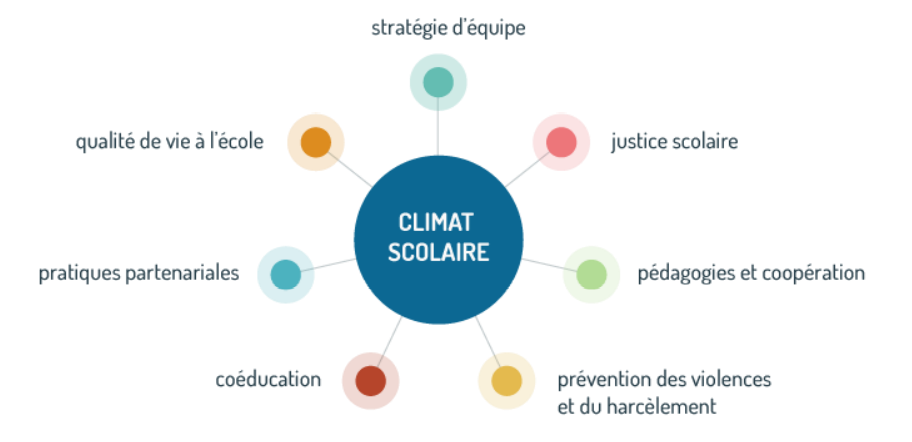 stratégie d'équipe
qualité de vie à l'école
justice scolaire
CLIMAT
SCOLAIRE
pratiques partenariales
pédagogies et coopération
coéducation
prévention des violences
et du harcèlement